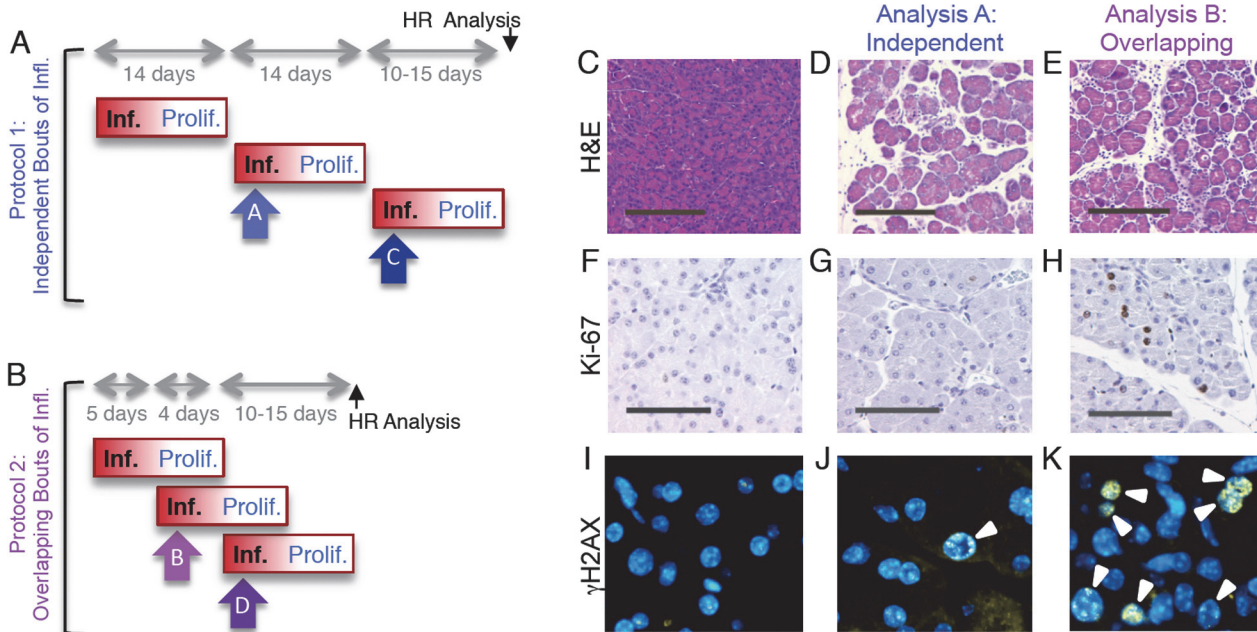 A
HR Analysis
14 days
14 days
10-15 days
Protocol 1:
Independent Bouts of Infl.
Inf. Prolif.
Inf. Prolif.
A
Inf. Prolif.
C
B
5 days
4 days
10-15 days
HR Analysis
Protocol 2:
Overlapping Bouts of Infl.
Inf. Prolif.
Inf. Prolif.
B
Inf. Prolif.
D
Analysis A:
Independent
Analysis B:
Overlapping
H&E
C
D
E
Ki-67
F
G
H
γH2AX
I
J
K